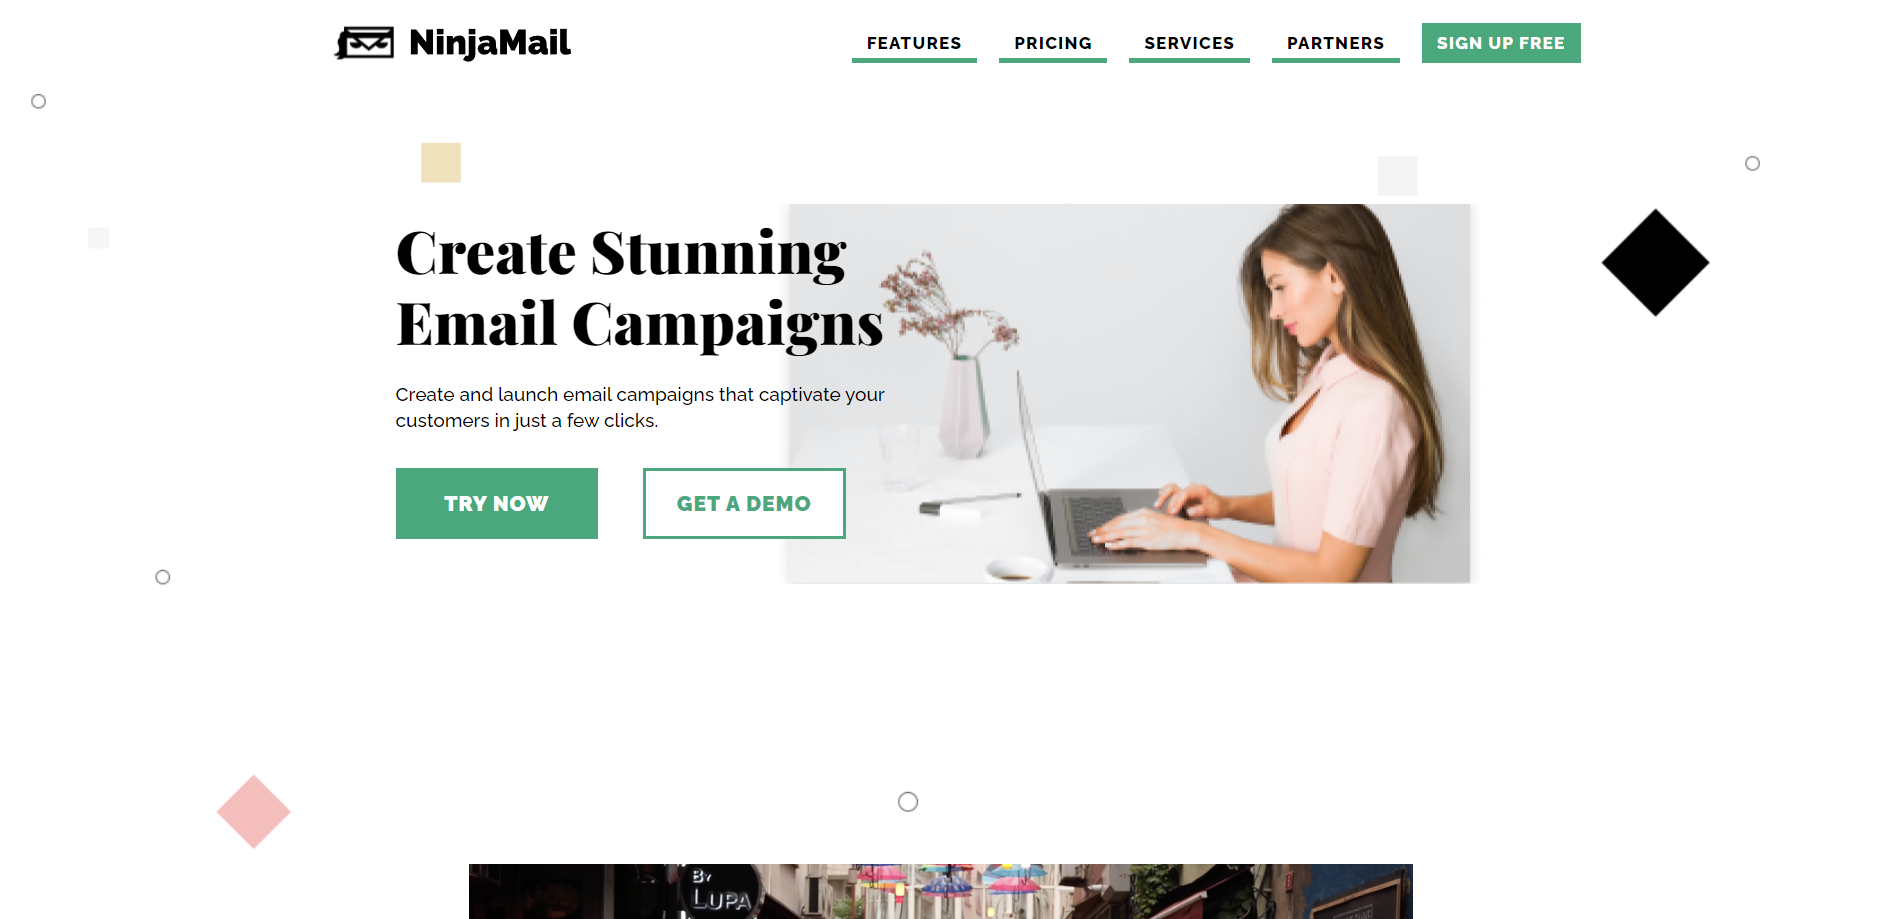 NinjaMail
FEATURES
PRICING
SERVICES
PARTNERS
SIGN UP FREE
Create Stunning
Email Campaigns
Create and launch email campaigns that captivate your
customers in just a few clicks.
TRY NOW
GET A DEMO
BY
LUPA